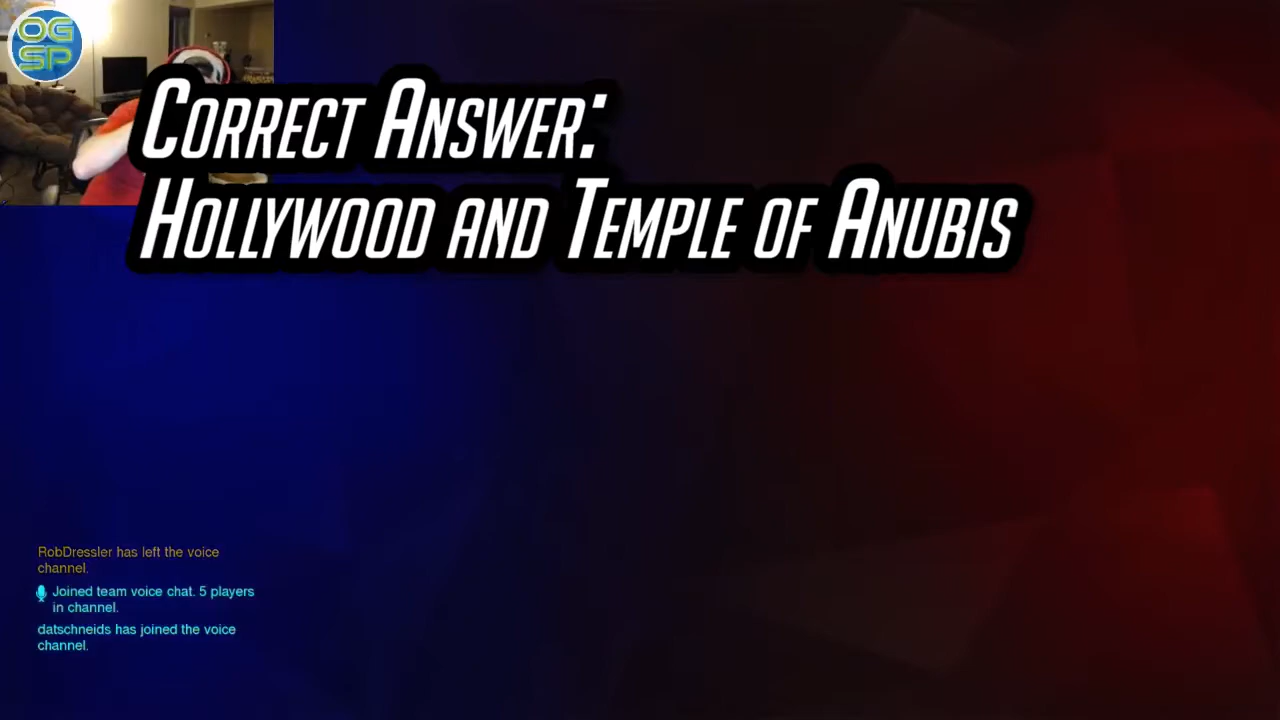 OG
SP
Correct Answer:
Hollywood and Temple of Anubis
RobDressler has left the voice
channel.
Joined team voice chat. 5 players
in channel.
datschneids has joined the voice
channel.